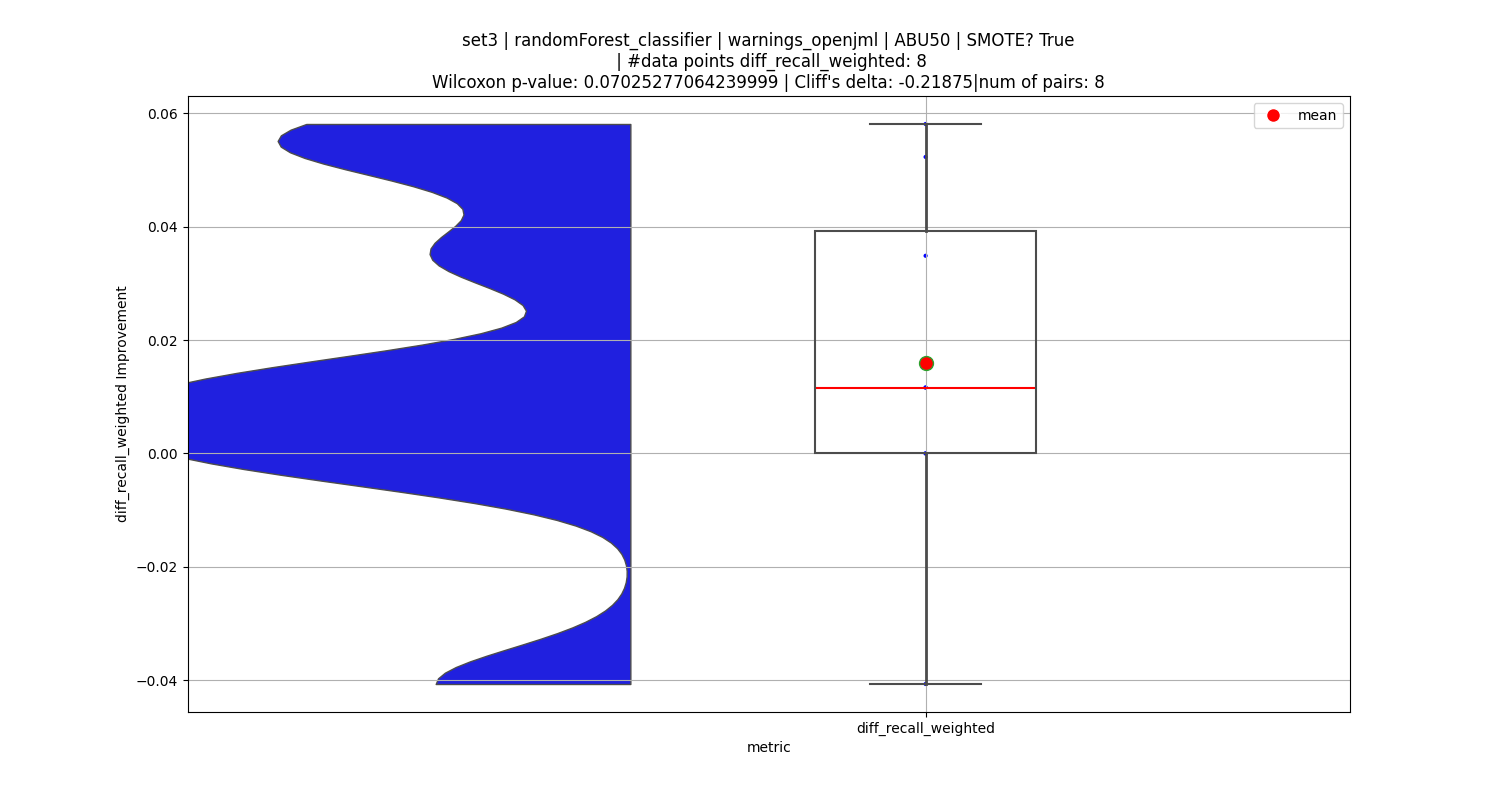 set3 | randomForest_classifier | warnings_openjml | ABU50 | SMOTE? True
| #data points diff_recall_weighted: 8
Wilcoxon p-value: 0.07025277064239999 | Cliff's delta: -0.21875|num of pairs: 8
mean
diff_recall_weighted Improvement
0.06
0.04
0.02
0.00
−0.02
−0.04
diff_recall_weighted
metric